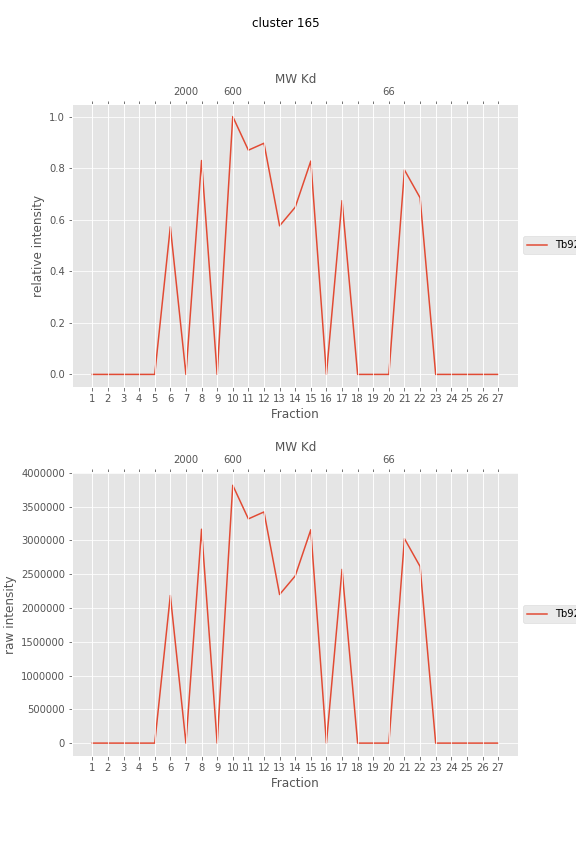 cluster 165
MW Kd
2000 600 66
1.0
0.8
0.6
0.4
0.2
0.0
relative intensity
Tb92
1 2 3 4 5 6 7 8 9 10 11 12 13 14 15 16 17 18 19 20 21 22 23 24 25 26 27
Fraction
MW Kd
2000 600 66
4000000
3500000
3000000
2500000
2000000
1500000
1000000
500000
0
raw intensity
Tb92
1 2 3 4 5 6 7 8 9 10 11 12 13 14 15 16 17 18 19 20 21 22 23 24 25 26 27
Fraction